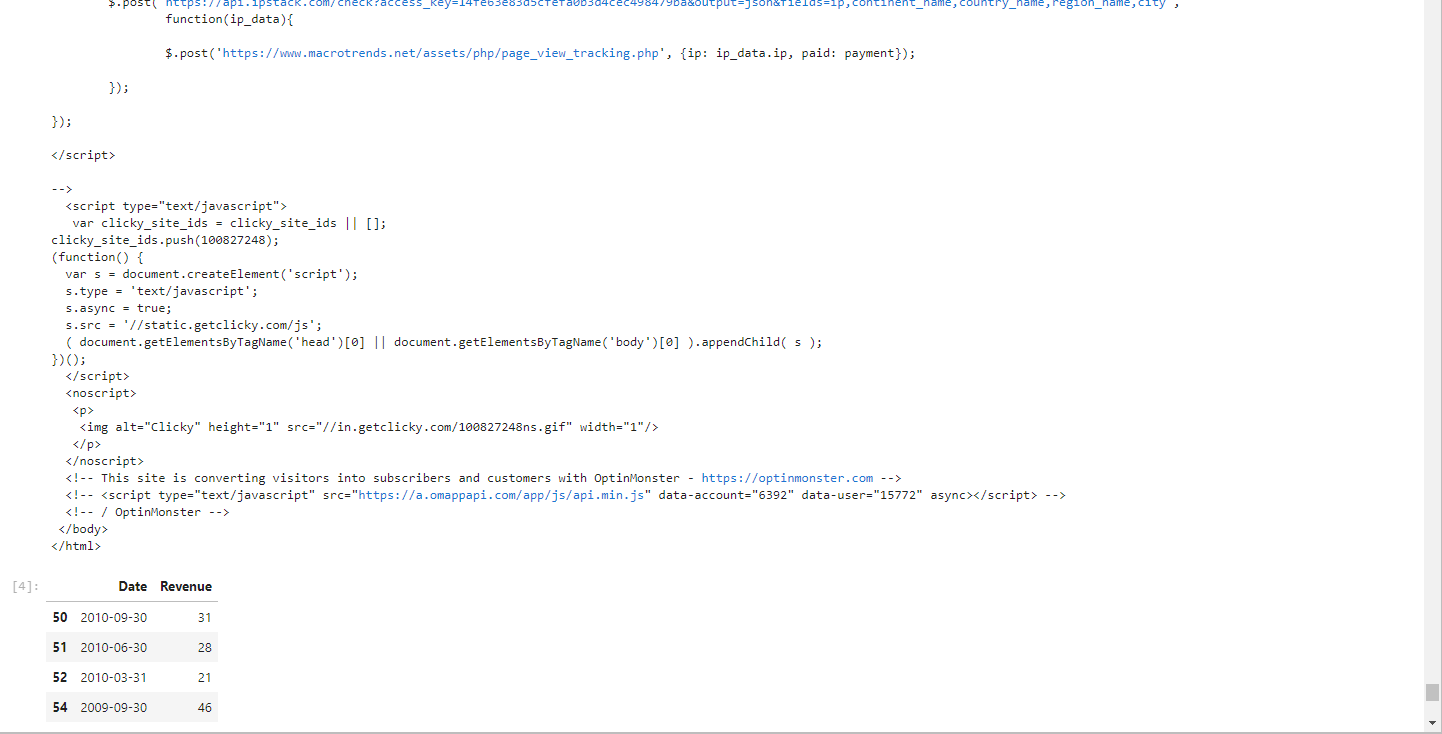 $.post('https://api.ipstack.com/check?access_key=&output=json&fields=ip,continent_name,country_name,region_name,city',
function(ip_data){
$.post('https://www.macrotrends.net/assets/php/page_view_tracking.php', {ip: ip_data.ip, paid: payment});
});
});
</script>
-->
<script type="text/javascript">
var clicky_site_ids = clicky_site_ids || [];
clicky_site_ids.push(100827248);
(function() {
var s = document.createElement('script');
s.type = 'text/javascript';
s.async = true;
s.src = '//static.getclicky.com/js';
( document.getElementsByTagName('head')[0] || document.getElementsByTagName('body')[0] ).appendChild( s );
})();
</script>
<noscript>
<p>
<img alt="Clicky" height="1" src="//in.getclicky.com/100827248ns.gif" width="1"/>
</p>
</noscript>
<!-- This site is converting visitors into subscribers and customers with OptinMonster - https://optinmonster.com -->
<!-- <script type="text/javascript" src="https://a.omappapi.com/app/js/api.min.js" data-account="6392" data-user="15772" async></script> -->
<!-- / OptinMonster -->
</body>
</html>
[4]:
Date Revenue
50 2010-09-30 31
51 2010-06-30 28
52 2010-03-31 21
54 2009-09-30 46